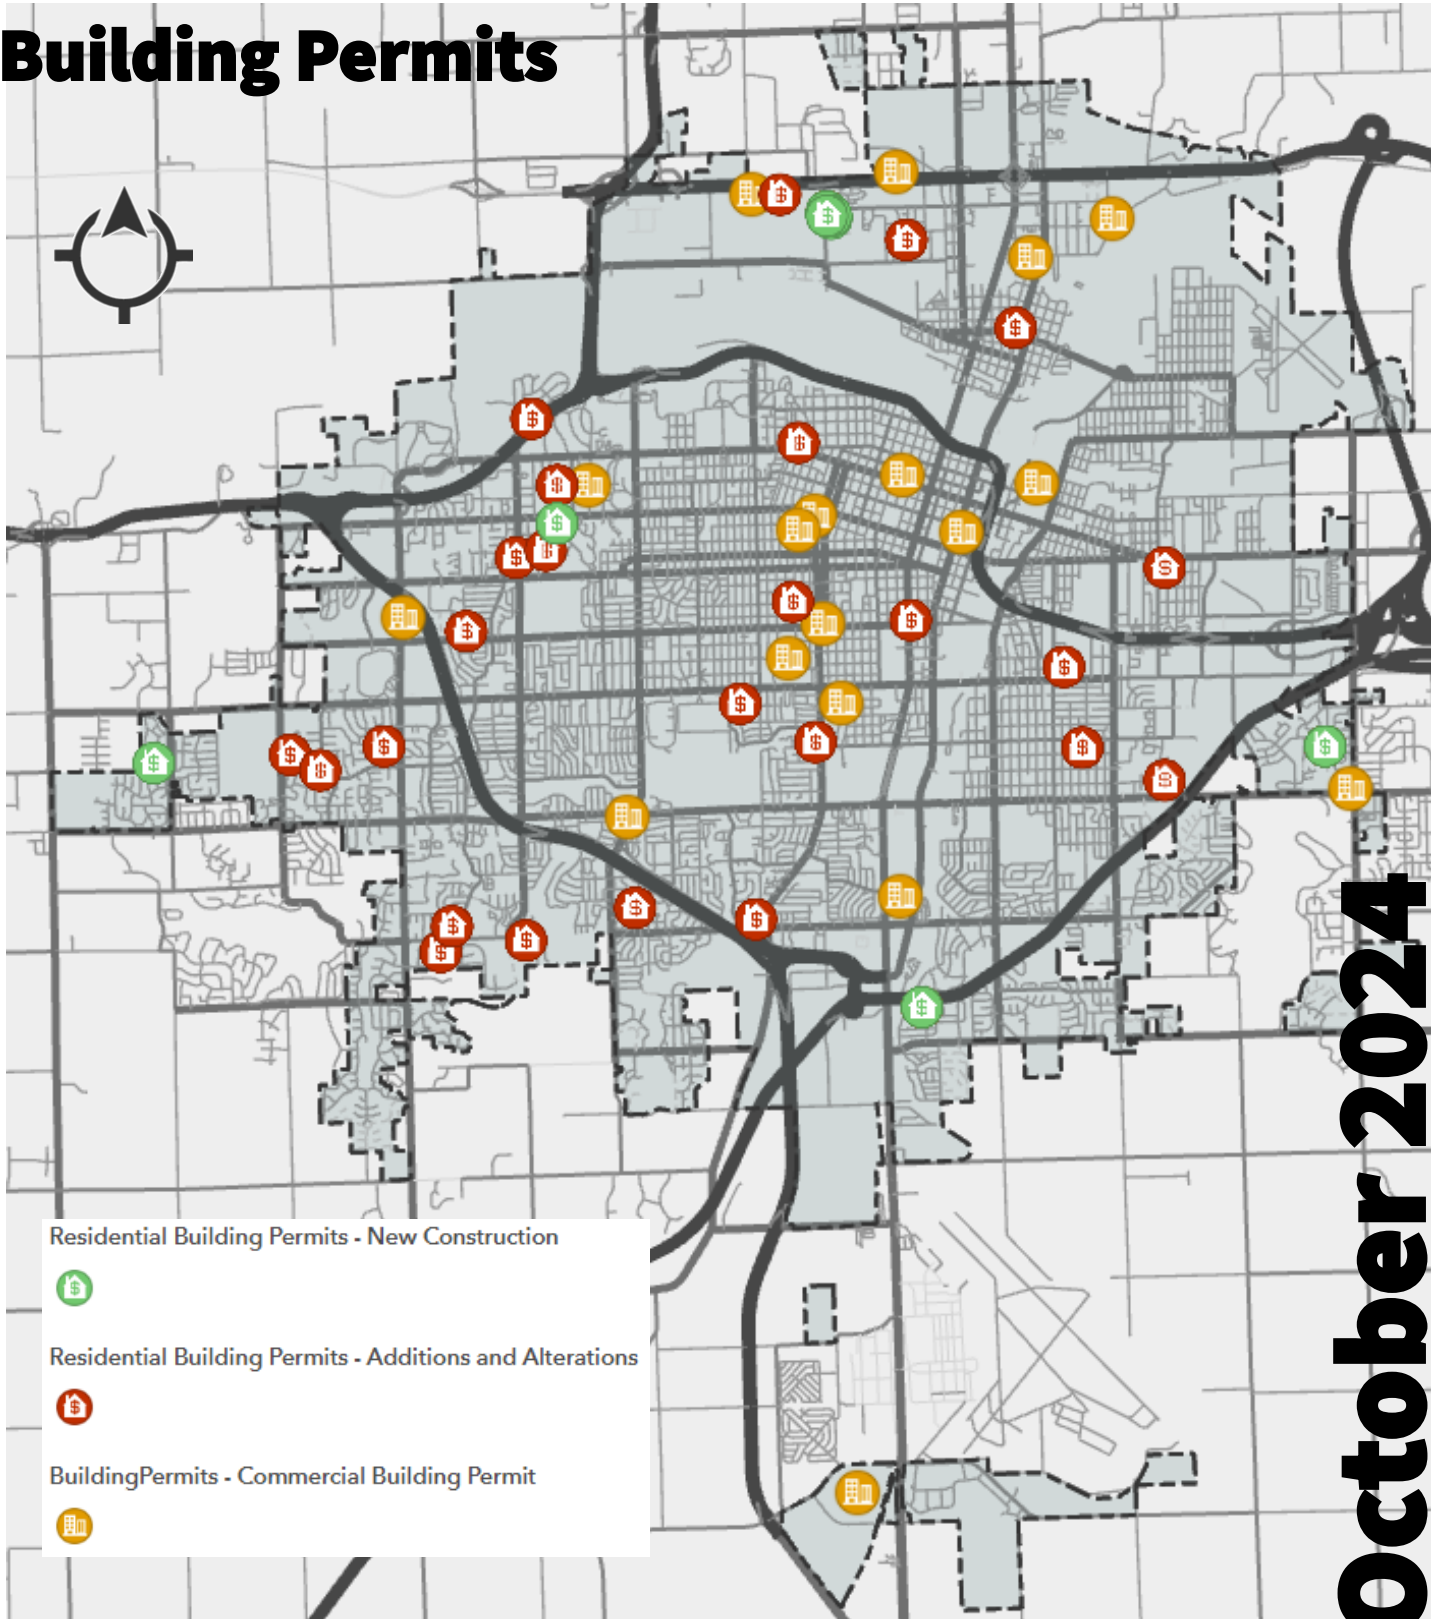 Building Permits
October 2024
Residential Building Permits - New Construction
Residential Building Permits - Additions and Alterations
BuildingPermits - Commercial Building Permit